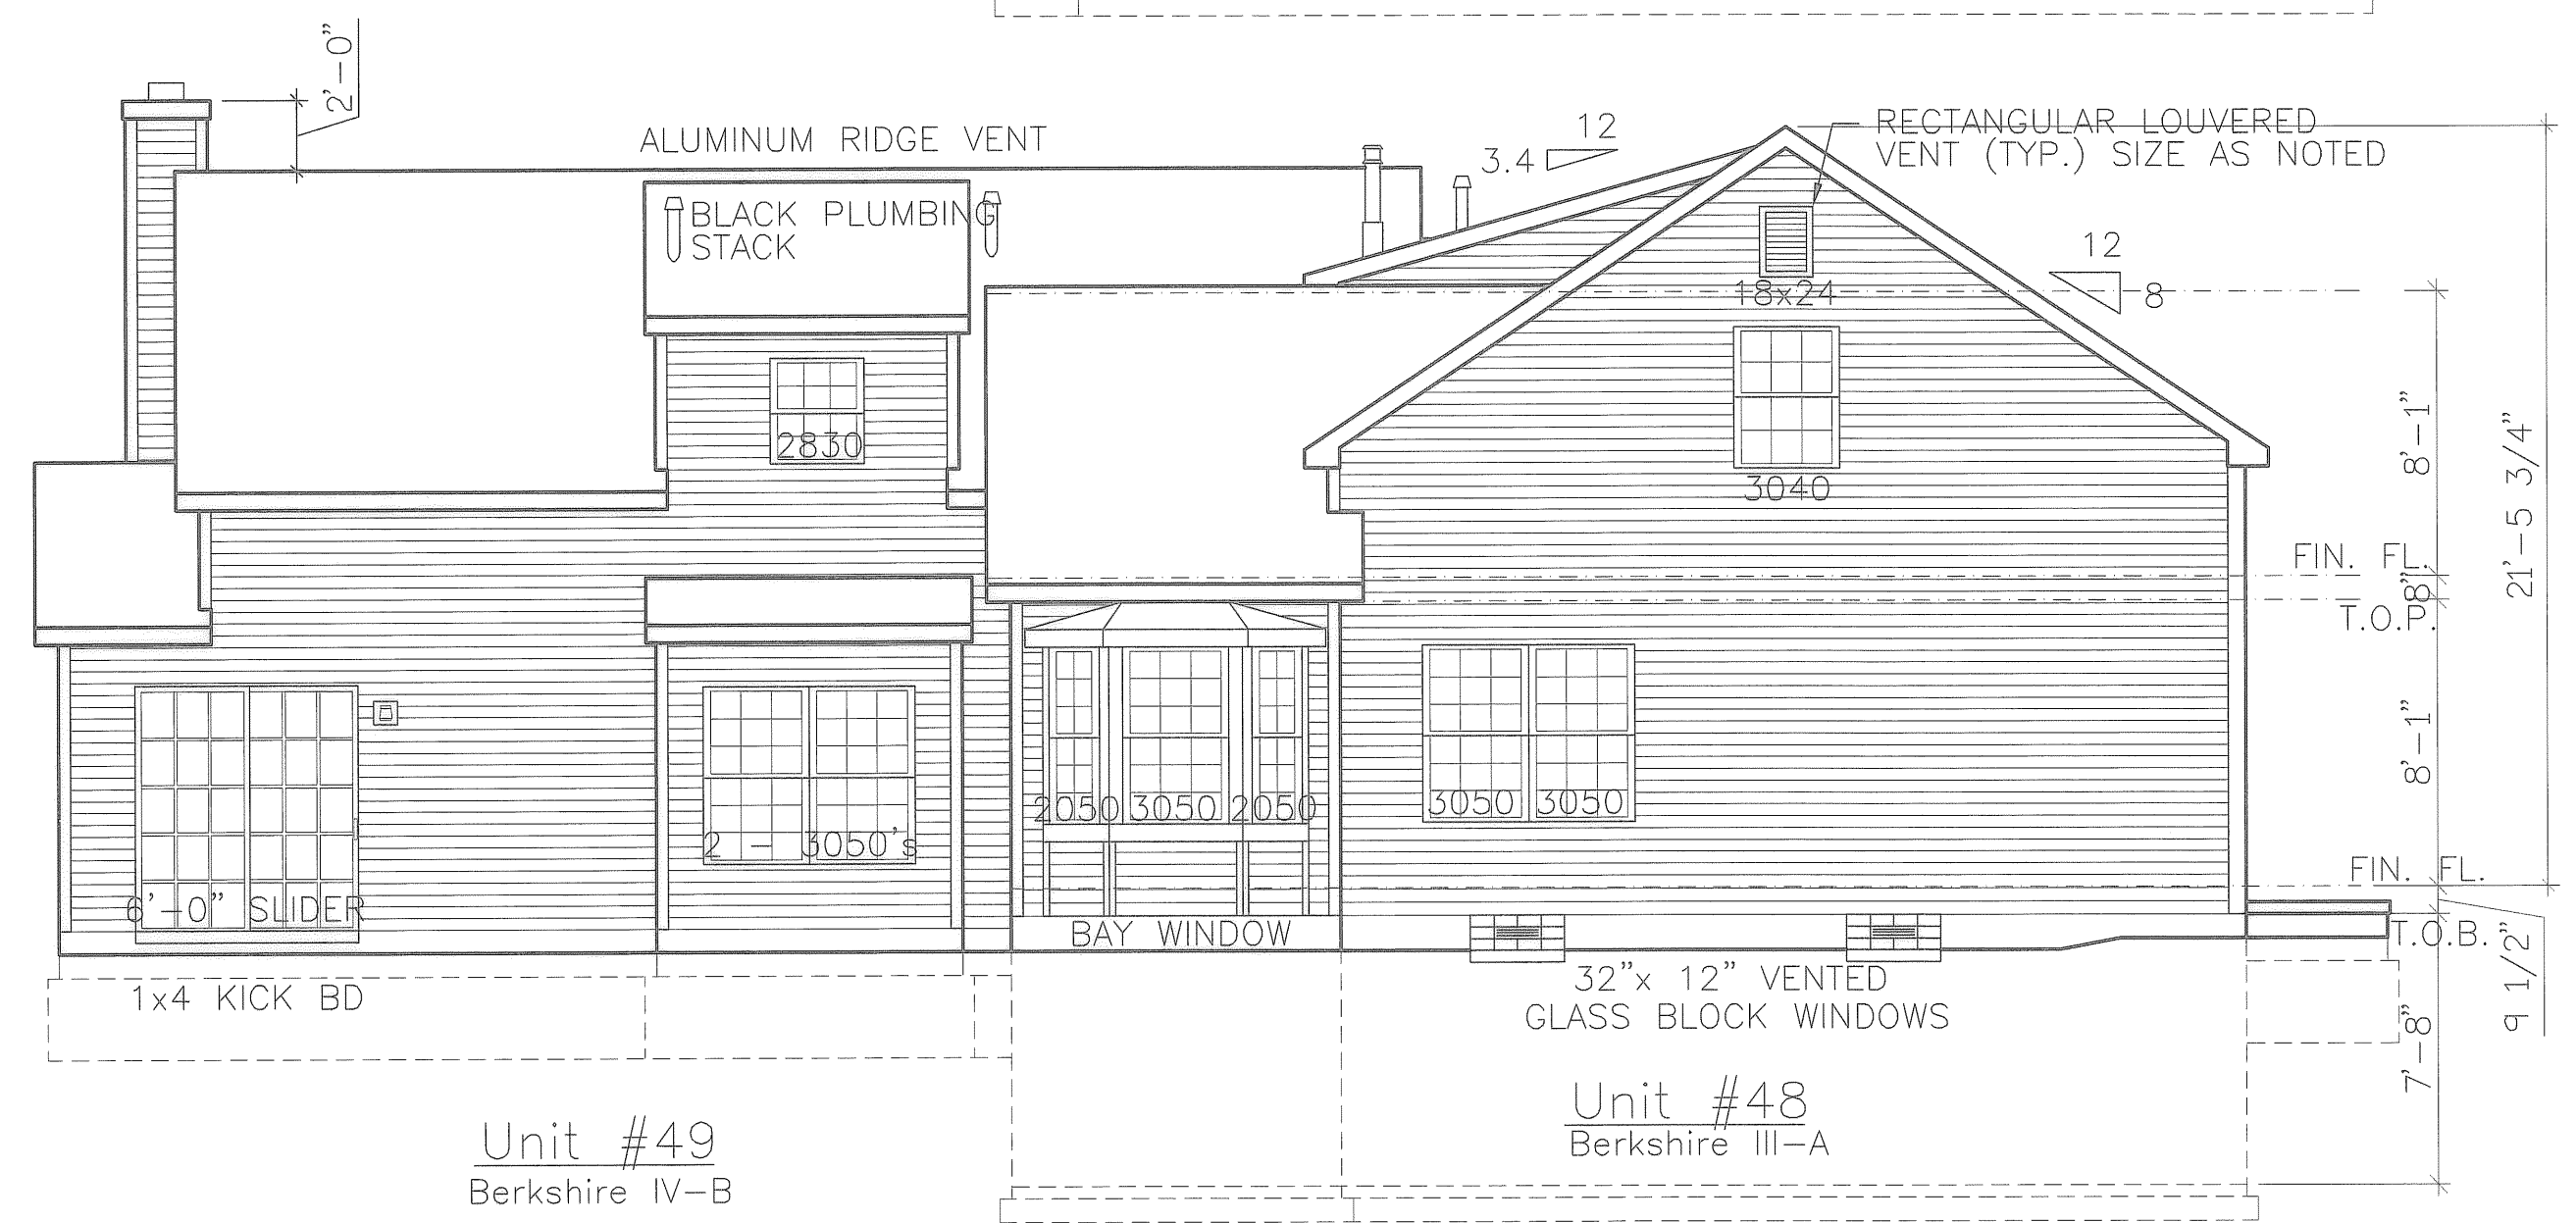 2'-0"
ALUMINUM RIDGE VENT
12
3.4
RECTANGULAR LOUVERED
VENT (TYP.) SIZE AS NOTED
BLACK PLUMBING
STACK
12
8
18x24
2830
3040
8'-1"
21'-5 3/4"
FIN. FL.
8"
T.O.P.
8'-1"
2050 3050 2050
3050 3050
2 - 3050's
6'-0" SLIDER
FIN. FL.
BAY WINDOW
T.O.B.
9 1/2"
32"x 12" VENTED
GLASS BLOCK WINDOWS
1x4 KICK BD
7'-8"
Unit #48
Berkshire III-A
Unit #49
Berkshire IV-B